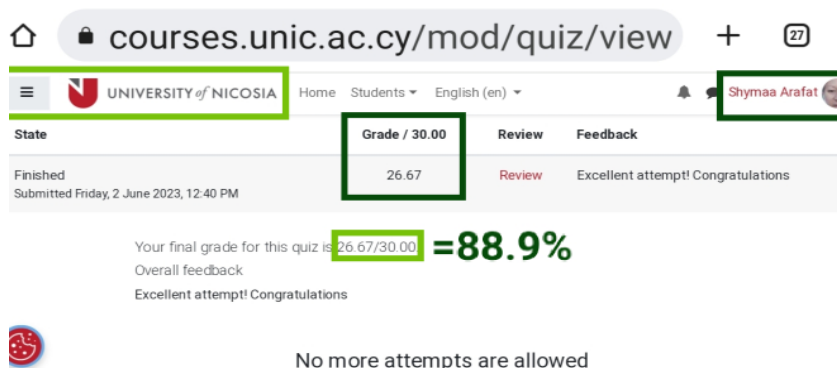 courses.unic.ac.cy/mod/quiz/view + 27
UNIVERSITY of NICOSIA Home Students English (en) Shymaa Arafat
State Grade / 30.00 Review Feedback
Finished 26.67 Review Excellent attempt! Congratulations
Submitted Friday, 2 June 2023, 12:40 PM
Your final grade for this quiz is 26.67/30.00. =88.9%
Overall feedback
Excellent attempt! Congratulations
No more attempts are allowed